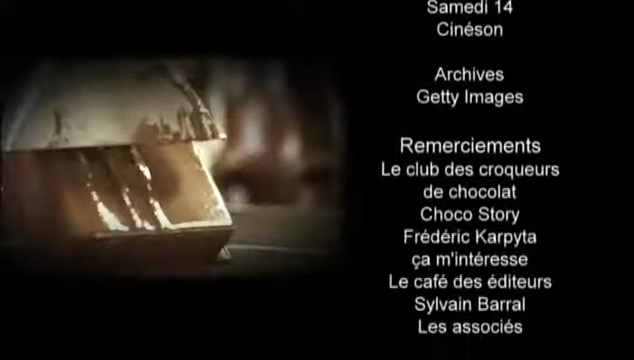 Samedi 14
Cinéson
Archives
Getty Images
Remerciements
Le club des croqueurs
de chocolat
Choco Story
Frédéric Karpyta
ça m'intéresse
Le café des éditeurs
Sylvain Barral
Les associés